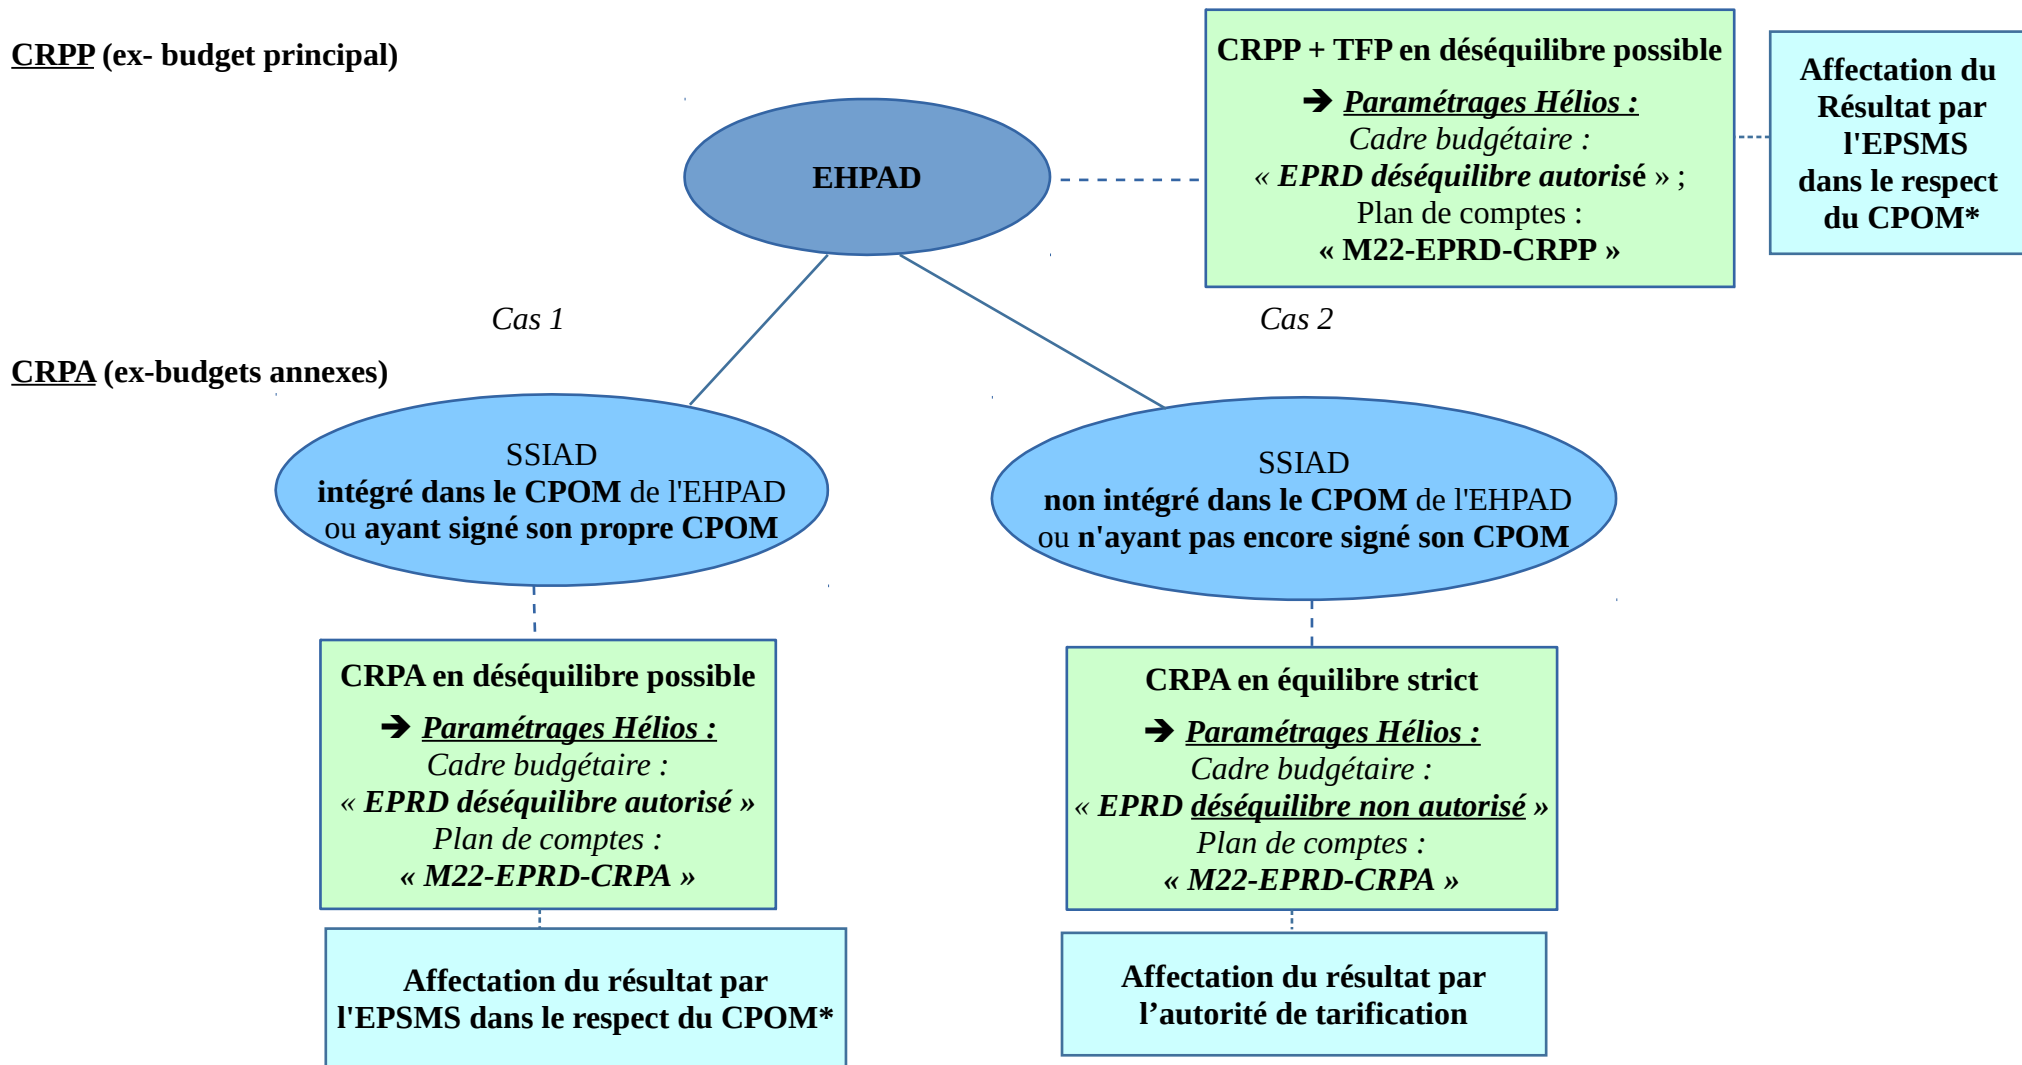 CRPP (ex- budget principal)
CRPP + TFP en déséquilibre possible
➔ Paramétrages Hélios :
Cadre budgétaire :
« EPRD déséquilibre autorisé » ;
Plan de comptes :
« M22-EPRD-CRPP »
Affectation du
Résultat par
l'EPSMS
dans le respect
du CPOM*
EHPAD
Cas 1
Cas 2
CRPA (ex-budgets annexes)
SSIAD
intégré dans le CPOM de l'EHPAD
ou ayant signé son propre CPOM
SSIAD
non intégré dans le CPOM de l'EHPAD
ou n'ayant pas encore signé son CPOM
CRPA en déséquilibre possible
➔ Paramétrages Hélios :
Cadre budgétaire :
« EPRD déséquilibre autorisé »
Plan de comptes :
« M22-EPRD-CRPA »
CRPA en équilibre strict
➔ Paramétrages Hélios :
Cadre budgétaire :
« EPRD déséquilibre non autorisé »
Plan de comptes :
« M22-EPRD-CRPA »
Affectation du résultat par
l'EPSMS dans le respect du CPOM*
Affectation du résultat par
l’autorité de tarification